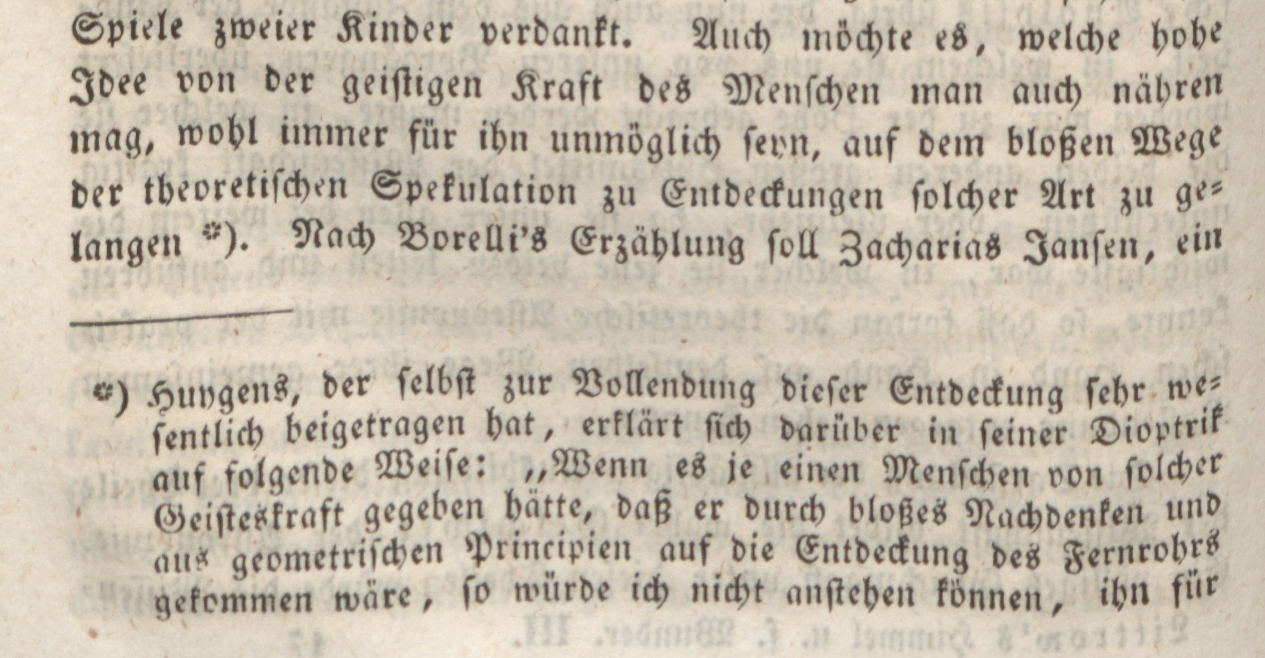 Spiele zweier Kinder verdankt. Auch möchte es, welche hohe
Idee von der geistigen Kraft des Menschen man auch nähren
mag, wohl immer für ihn unmöglich seyn, auf dem bloßen Wege
der theoretischen Spekulation zu Entdeckungen solcher Art zu ge-
langen *). Nach Borelli's Erzählung soll Zacharias Jansen, ein
*) Huygens, der selbst zur Vollendung dieser Entdeckung sehr we-
sentlich beigetragen hat, erklärt sich darüber in seiner Dioptrik
auf folgende Weise: „Wenn es je einen Menschen von solcher
Geisteskraft gegeben hätte, daß er durch bloßes Nachdenken und
aus geometrischen Principien auf die Entdeckung des Fernrohrs
gekommen wäre, so würde ich nicht anstehen können, ihn für